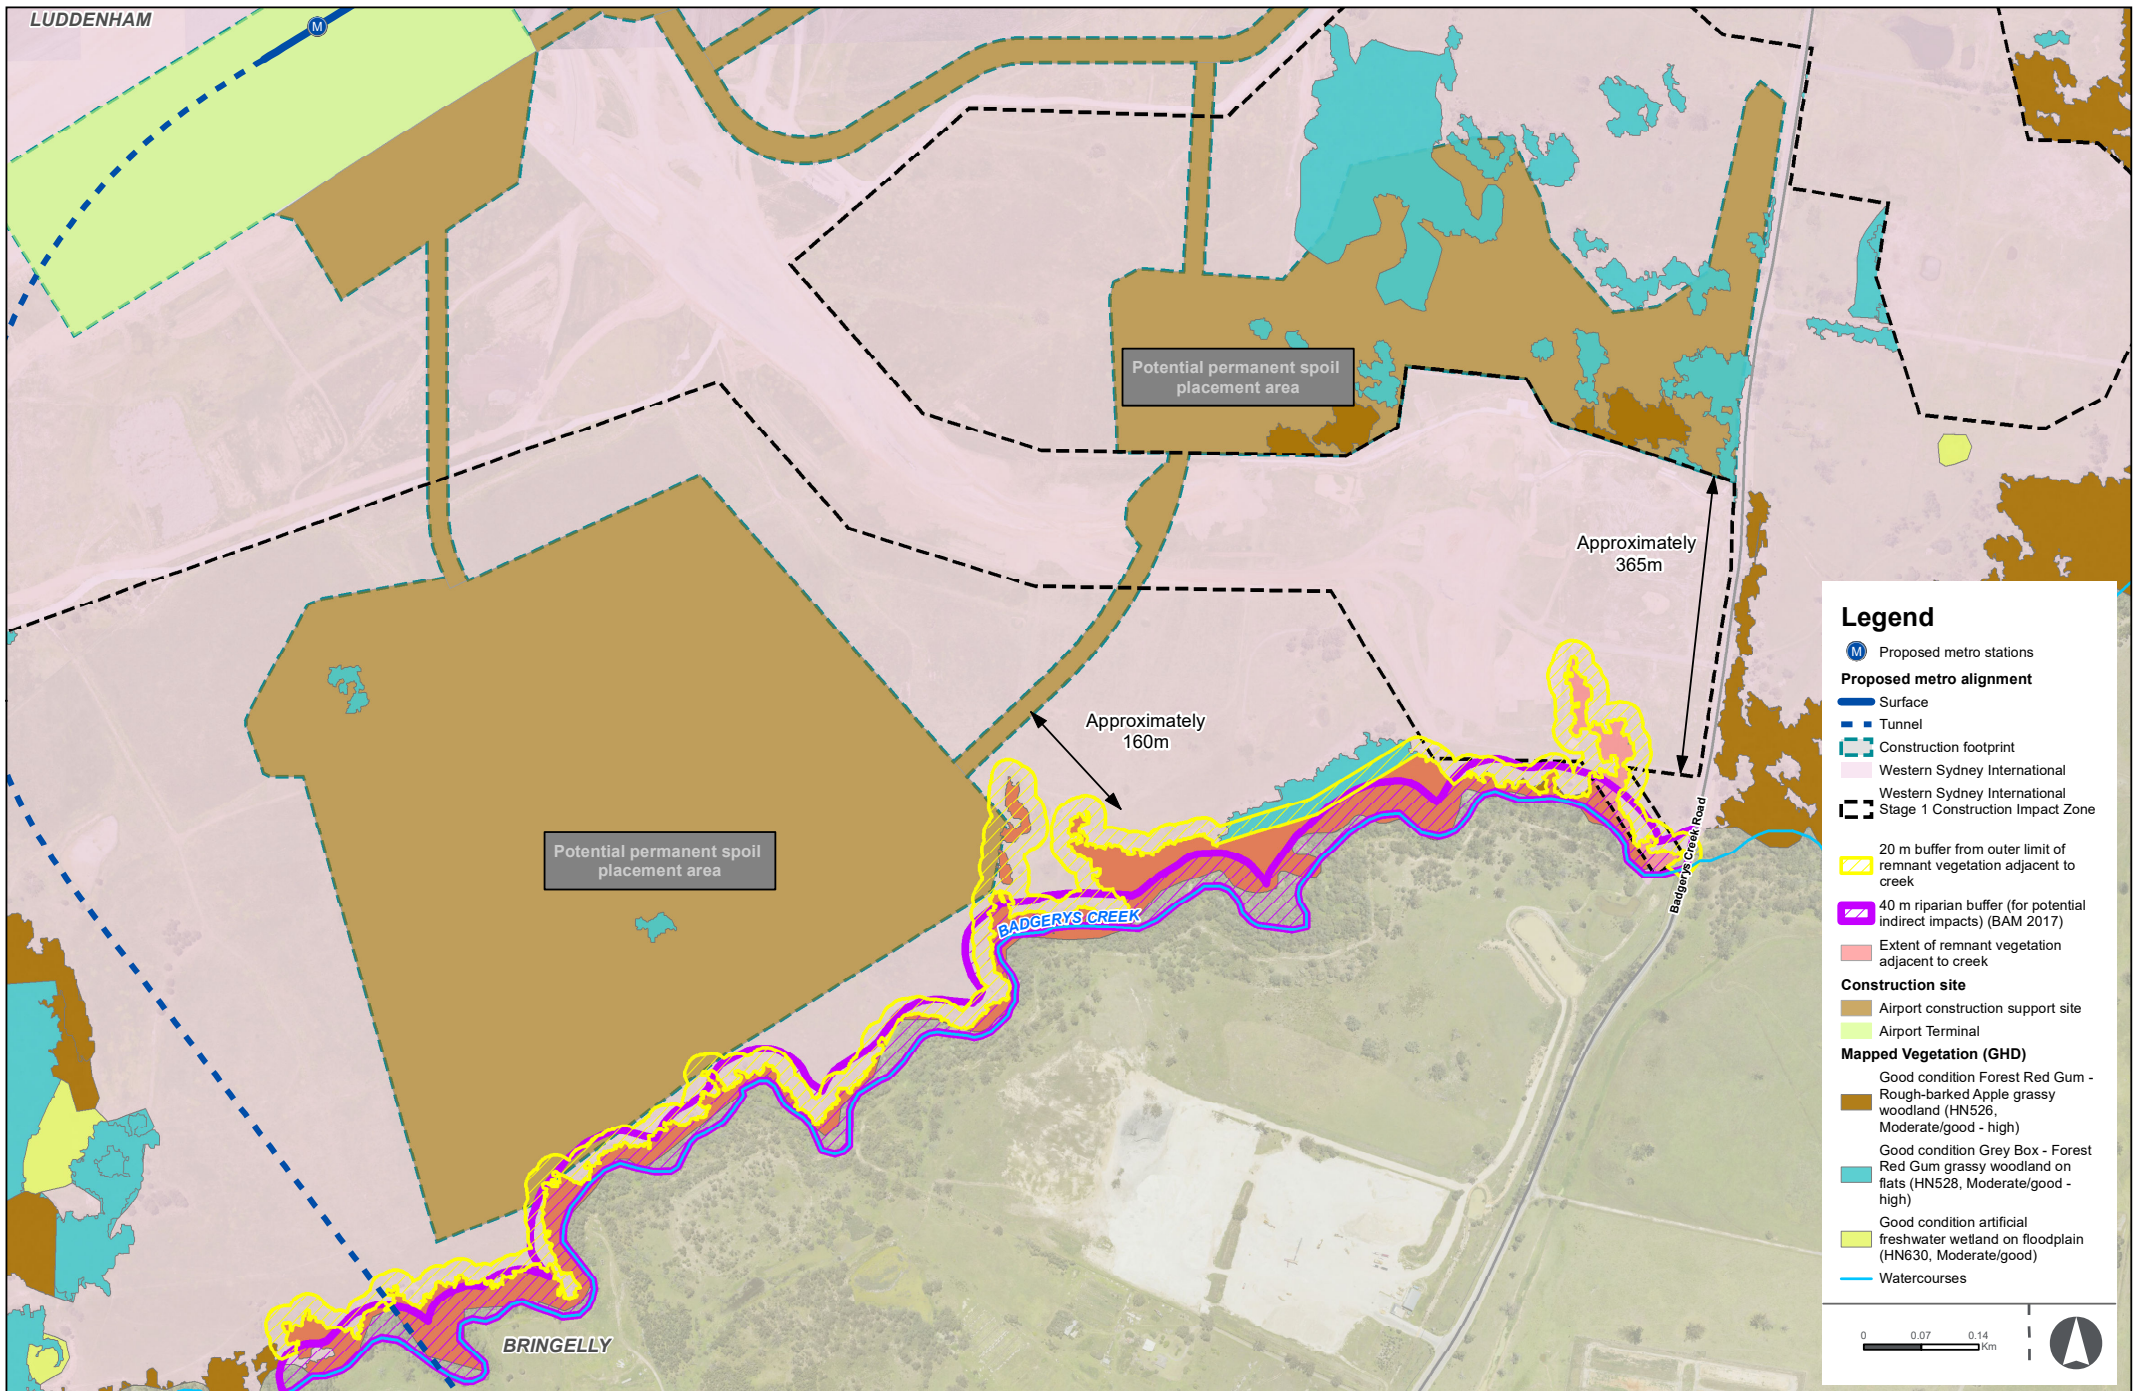 LUDDENHAM
M
Potential permanent spoil
placement area
Approximately
365m
Approximately
160m
Potential permanent spoil
placement area
BADGERYS CREEK
Badgerys Creek Road
BRINGELLY
Legend
M Proposed metro stations
Proposed metro alignment
Surface
Tunnel
Construction footprint
Western Sydney International
Western Sydney International
Stage 1 Construction Impact Zone
20 m buffer from outer limit of
remnant vegetation adjacent to
creek
40 m riparian buffer (for potential
indirect impacts) (BAM 2017)
Extent of remnant vegetation
adjacent to creek
Construction site
Airport construction support site
Airport Terminal
Mapped Vegetation (GHD)
Good condition Forest Red Gum -
Rough-barked Apple grassy
woodland (HN526,
Moderate/good - high)
Good condition Grey Box - Forest
Red Gum grassy woodland on
flats (HN528, Moderate/good -
high)
Good condition artificial
freshwater wetland on floodplain
(HN630, Moderate/good)
Watercourses
0 0.07 0.14
Km